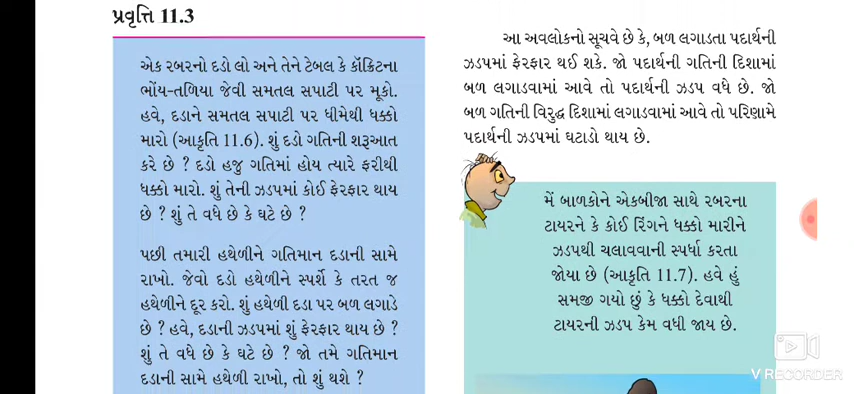 પ્રવૃત્તિ 11.3
એક રબરનો દડો લો અને તેને ટેબલ કે કૉંક્રિટના
ભોંય-તળિયા જેવી સમતલ સપાટી પર મૂકો.
હવે, દડાને સમતલ સપાટી પર ધીમેથી ધક્કો
મારો (આકૃતિ 11.6). શું દડો ગતિની શરૂઆત
કરે છે ? દડો હજુ ગતિમાં હોય ત્યારે ફરીથી
ધક્કો મારો. શું તેની ઝડપમાં કોઈ ફેરફાર થાય
છે ? શું તે વધે છે કે ઘટે છે ?
પછી તમારી હથેળીને ગતિમાન દડાની સામે
રાખો. જેવો દડો હથેળીને સ્પર્શે કે તરત જ
હથેળીને દૂર કરો. શું હથેળી દડા પર બળ લગાડે
છે ? હવે, દડાની ઝડપમાં શું ફેરફાર થાય છે ?
શું તે વધે છે કે ઘટે છે ? જો તમે ગતિમાન
દડાની સામે હથેળી રાખો, તો શું થશે ?
આ અવલોકનો સૂચવે છે કે, બળ લગાડતા પદાર્થની
ઝડપમાં ફેરફાર થઈ શકે. જો પદાર્થની ગતિની દિશામાં
બળ લગાડવામાં આવે તો પદાર્થની ઝડપ વધે છે. જો
બળ ગતિની વિરુદ્ધ દિશામાં લગાડવામાં આવે તો પરિણામે
પદાર્થની ઝડપમાં ઘટાડો થાય છે.
મેં બાળકોને એકબીજા સાથે રબરના
ટાયરને કે કોઈ રિંગને ધક્કો મારીને
ઝડપથી ચલાવવાની સ્પર્ધા કરતા
જોયા છે (આકૃતિ 11.7). હવે હું
સમજી ગયો છું કે ધક્કો દેવાથી
ટાયરની ઝડપ કેમ વધી જાય છે.
V RECORDER